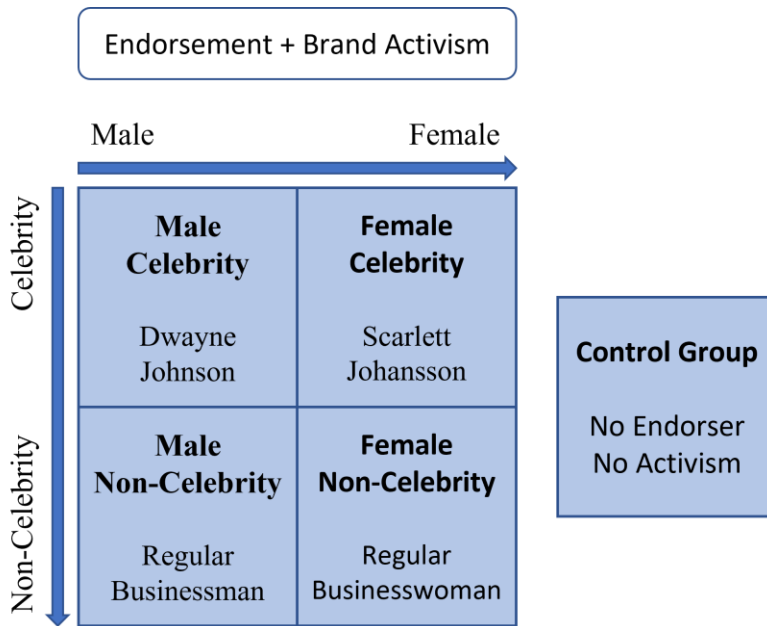 Endorsement + Brand Activism
Male
Female
Celebrity
Non-Celebrity
Male
Celebrity
Dwayne
Johnson
Female
Celebrity
Scarlett
Johansson
Male
Non-Celebrity
Regular
Businessman
Female
Non-Celebrity
Regular
Businesswoman
Control Group
No Endorser
No Activism